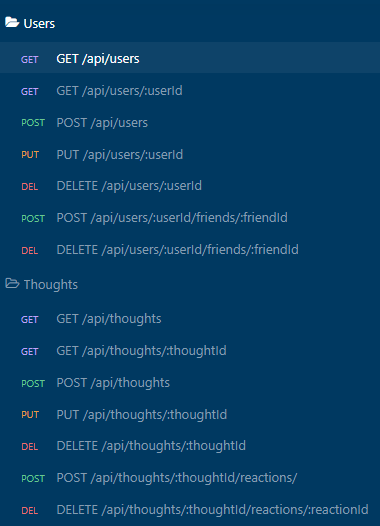 Users
GET GET /api/users
GET GET /api/users/:userId
POST POST /api/users
PUT PUT /api/users/:userId
DEL DELETE /api/users/:userId
POST POST /api/users/:userId/friends/:friendId
DEL DELETE /api/users/:userId/friends/:friendId
Thoughts
GET GET /api/thoughts
GET GET /api/thoughts/:thoughtId
POST POST /api/thoughts
PUT PUT /api/thoughts/:thoughtId
DEL DELETE /api/thoughts/:thoughtId
POST POST /api/thoughts/:thoughtId/reactions/
DEL DELETE /api/thoughts/:thoughtId/reactions/:reactionId